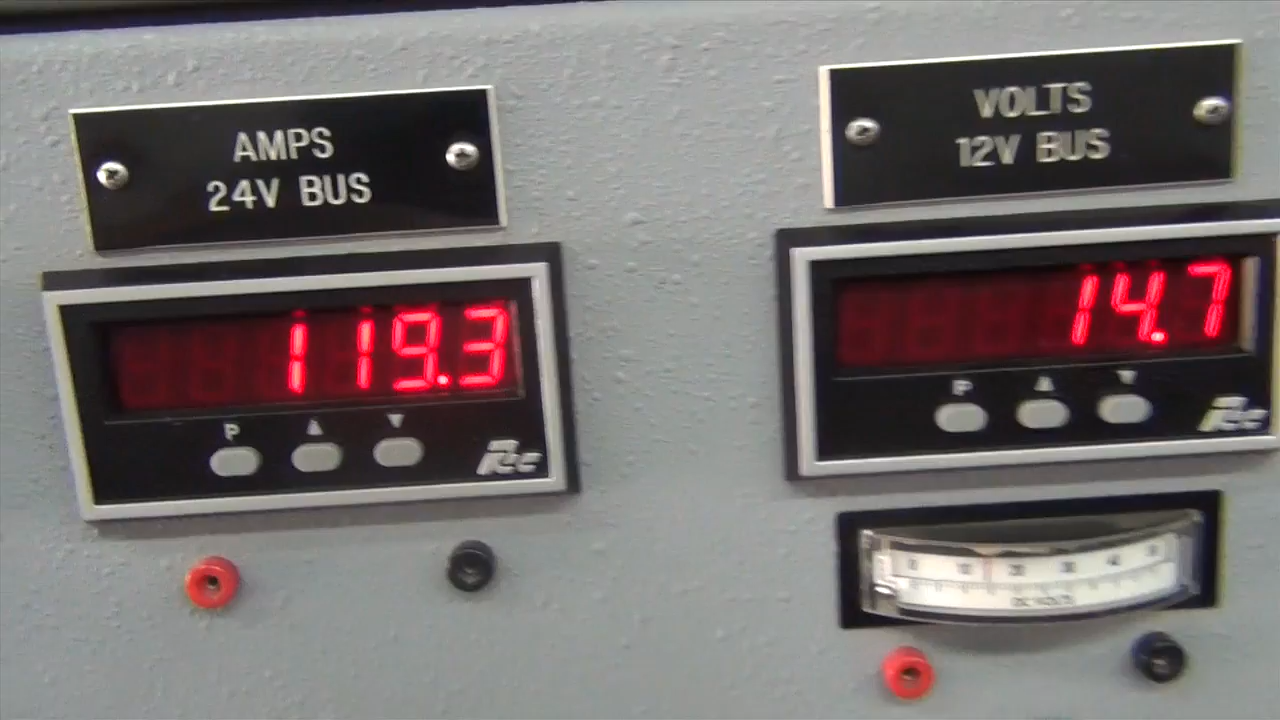 AMPS
24V BUS
119.3
P
VOLTS
12V BUS
14.7
P